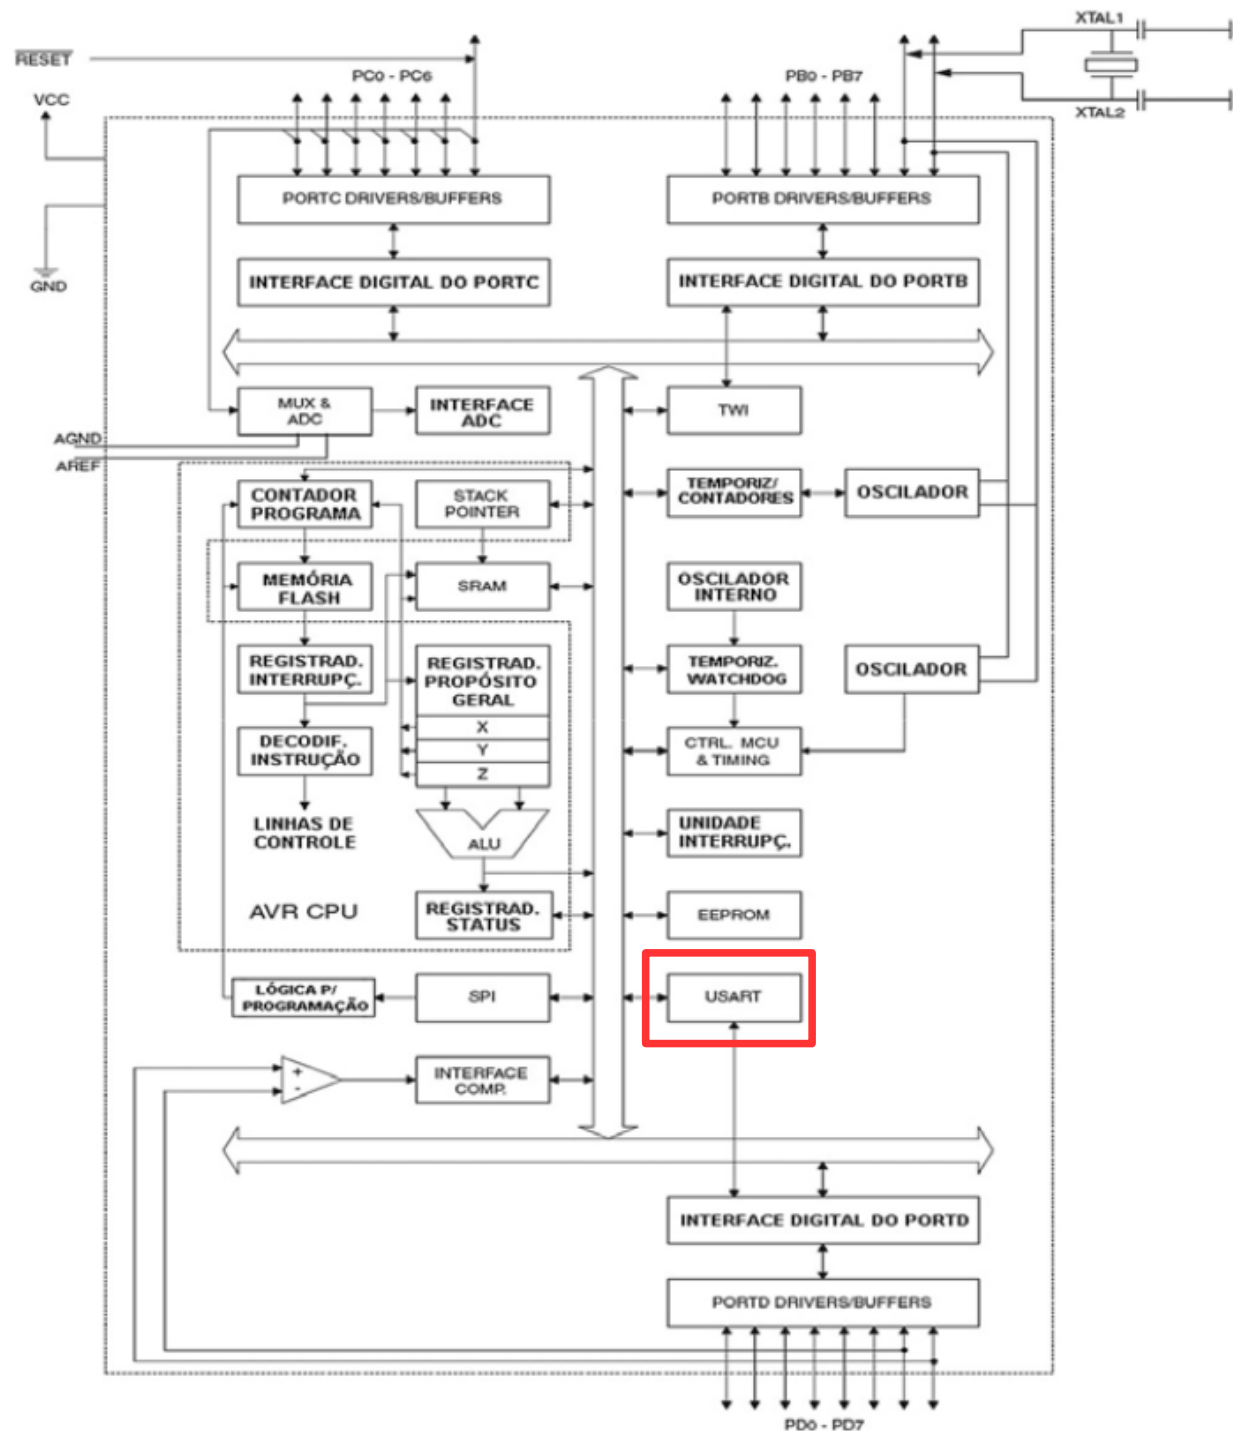 XTAL1
RESET
PC0 - PC6
PB0 - PB7
VCC
XTAL2
PORTC DRIVERS/BUFFERS
PORTB DRIVERS/BUFFERS
GND
INTERFACE DIGITAL DO PORTC
INTERFACE DIGITAL DO PORTB
MUX &
ADC
INTERFACE
ADC
TWI
AGND
AREF
CONTADOR
PROGRAMA
STACK
POINTER
TEMPORIZ/
CONTADORES
OSCILADOR
MEMÓRIA
FLASH
SRAM
OSCILADOR
INTERNO
REGISTRAD.
INTERRUPÇ.
REGISTRAD.
PROPÓSITO
GERAL
TEMPORIZ.
WATCHDOG
OSCILADOR
X
Y
Z
DECODIF.
INSTRUÇÃO
CTRL. MCU
& TIMING
LINHAS DE
CONTROLE
ALU
UNIDADE
INTERRUPÇ.
AVR CPU
REGISTRAD.
STATUS
EEPROM
LÓGICA P/
PROGRAMAÇÃO
SPI
USART
+
-
INTERFACE
COMP.
INTERFACE DIGITAL DO PORTD
PORTD DRIVERS/BUFFERS
PD0 - PD7